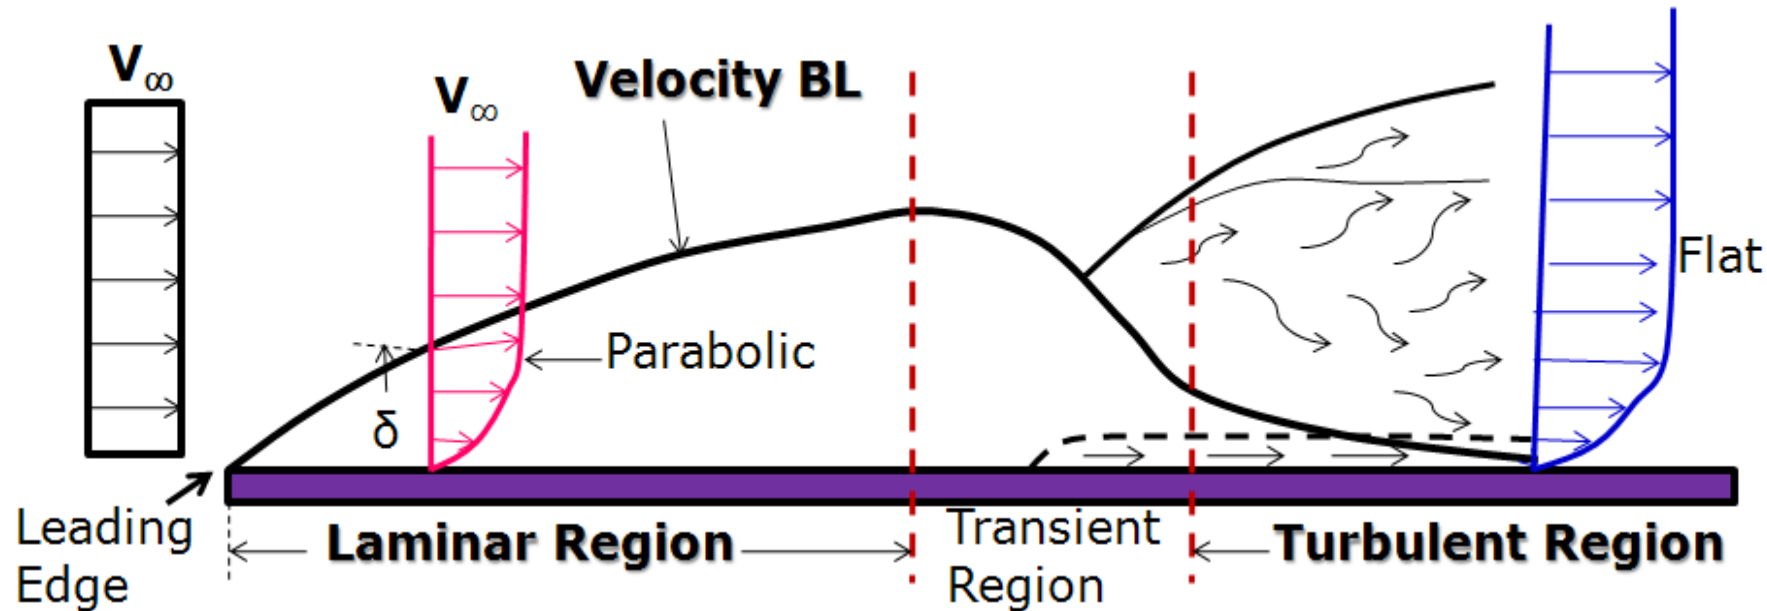 V∞
V∞
Velocity BL
Flat
Parabolic
δ
Leading
Edge
Laminar Region
Transient
Region
Turbulent Region